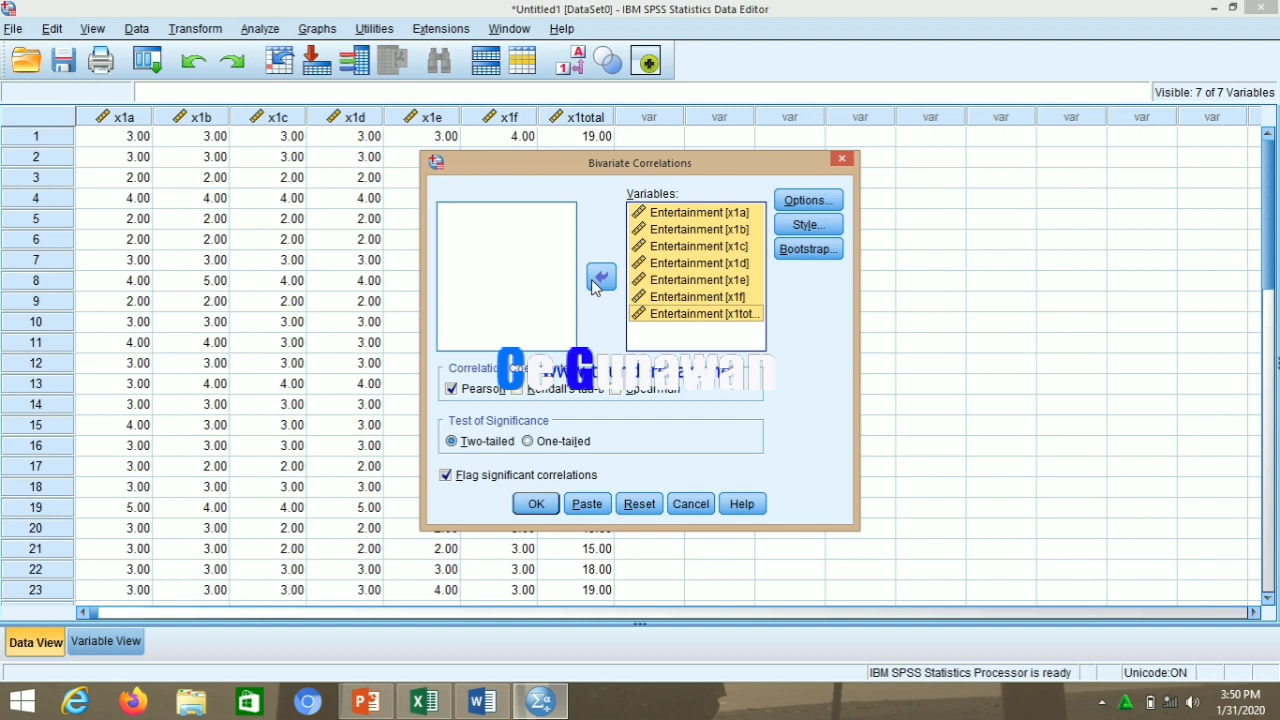 *Untitled1 [DataSet0] - IBM SPSS Statistics Data Editor
File Edit View Data Transform Analyze Graphs Utilities Extensions Window Help
Visible: 7 of 7 Variables
x1a x1b x1c x1d x1e x1f x1total var var var var var var var var var
1 3.00 3.00 3.00 3.00 3.00 4.00 19.00
2 3.00 3.00 3.00 3.00
3 2.00 2.00 2.00 2.00
4 4.00 4.00 4.00 4.00
5 2.00 2.00 2.00 2.00
6 2.00 2.00 2.00 2.00
7 3.00 3.00 3.00 3.00
8 4.00 5.00 4.00 4.00
9 2.00 2.00 2.00 2.00
10 3.00 3.00 3.00 3.00
11 4.00 4.00 3.00 3.00
12 3.00 3.00 3.00 3.00
13 3.00 4.00 4.00 4.00
14 3.00 3.00 3.00 3.00
15 4.00 3.00 3.00 3.00
16 3.00 3.00 3.00 3.00
17 3.00 2.00 2.00 3.00
18 3.00 3.00 3.00 3.00
19 5.00 4.00 4.00 5.00
20 3.00 3.00 2.00 3.00
21 3.00 3.00 2.00 2.00 2.00 3.00 15.00
22 3.00 3.00 3.00 3.00 3.00 3.00 18.00
23 3.00 3.00 3.00 3.00 4.00 3.00 19.00
Bivariate Correlations
Variables:
Entertainment [x1a]
Entertainment [x1b]
Entertainment [x1c]
Entertainment [x1d]
Entertainment [x1e]
Entertainment [x1f]
Entertainment [x1tot...
Options...
Style...
Bootstrap...
Ce Gunawan
Pearson Kendall's tau-b Spearman
Test of Significance
Two-tailed One-tailed
Flag significant correlations
OK Paste Reset Cancel Help
Data View Variable View
IBM SPSS Statistics Processor is ready Unicode:ON
3:50 PM
1/31/2020